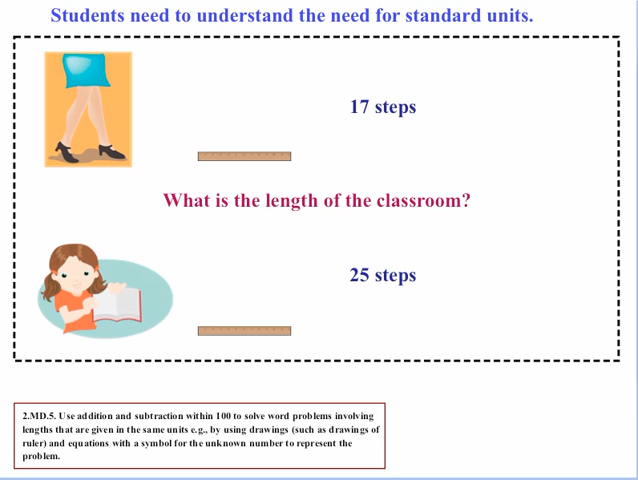 Students need to understand the need for standard units.
17 steps
What is the length of the classroom?
25 steps
2.MD.5. Use addition and subtraction within 100 to solve word problems involving
lengths that are given in the same units e.g., by using drawings (such as drawings of
ruler) and equations with a symbol for the unknown number to represent the
problem.